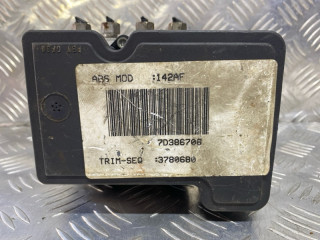 ABS MOD :142AF
7D386708
TRIM-SEQ :3780680